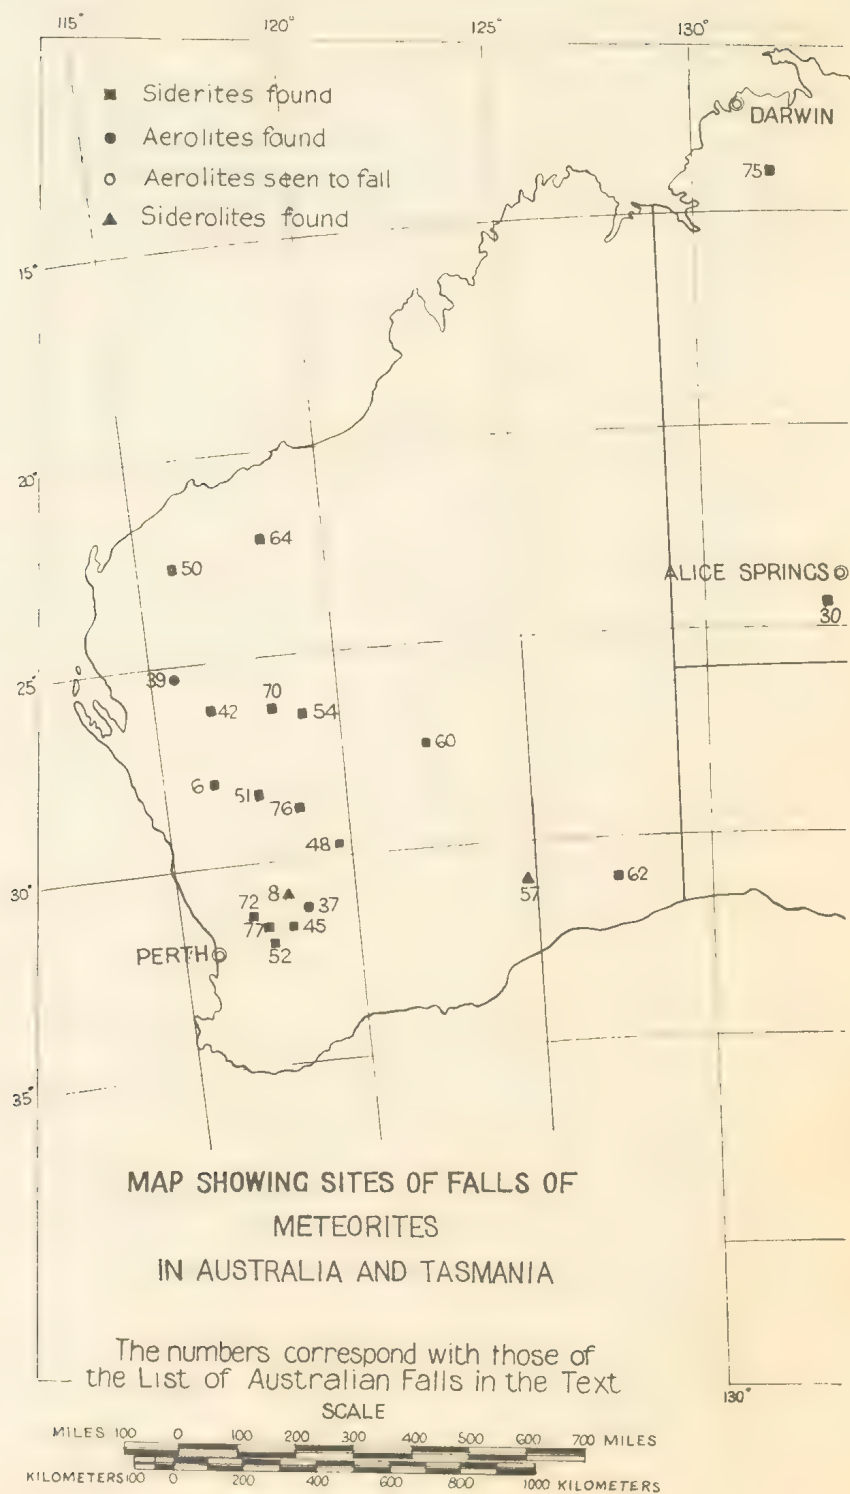 115° 120° 125° 130°
Siderites found
Aerolites found
Aerolites seen to fall
Siderolites found
DARWIN
75
15°
20°
64
50
ALICE SPRINGS
30
25°
39
70
42
54
60
6
51
76
48
30°
8
57
62
72
37
77
45
PERTH
52
35°
MAP SHOWING SITES OF FALLS OF
METEORITES
IN AUSTRALIA AND TASMANIA
The numbers correspond with those of
the List of Australian Falls in the Text
130°
SCALE
MILES 100 0 100 200 300 400 500 600 700 MILES
KILOMETERS 100 0 200 400 600 800 1000 KILOMETERS